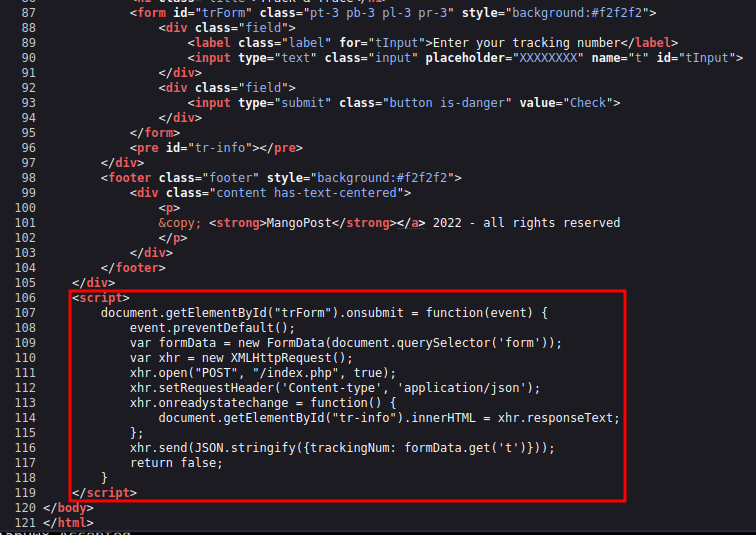 87 <form id="trForm" class="pt-3 pb-3 pl-3 pr-3" style="background:#f2f2f2">
88 <div class="field">
89 <label class="label" for="tInput">Enter your tracking number</label>
90 <input type="text" class="input" placeholder="XXXXXXXX" name="t" id="tInput">
91 </div>
92 <div class="field">
93 <input type="submit" class="button is-danger" value="Check">
94 </div>
95 </form>
96 <pre id="tr-info"></pre>
97 </div>
98 <footer class="footer" style="background:#f2f2f2">
99 <div class="content has-text-centered">
100 <p>
101 &copy; <strong>MangoPost</strong></a> 2022 - all rights reserved
102 </p>
103 </div>
104 </footer>
105 </div>
106 <script>
107 document.getElementById("trForm").onsubmit = function(event) {
108 event.preventDefault();
109 var formData = new FormData(document.querySelector('form'));
110 var xhr = new XMLHttpRequest();
111 xhr.open("POST", "/index.php", true);
112 xhr.setRequestHeader('Content-type', 'application/json');
113 xhr.onreadystatechange = function() {
114 document.getElementById("tr-info").innerHTML = xhr.responseText;
115 };
116 xhr.send(JSON.stringify({trackingNum: formData.get('t')}));
117 return false;
118 }
119 </script>
120 </body>
121 </html>